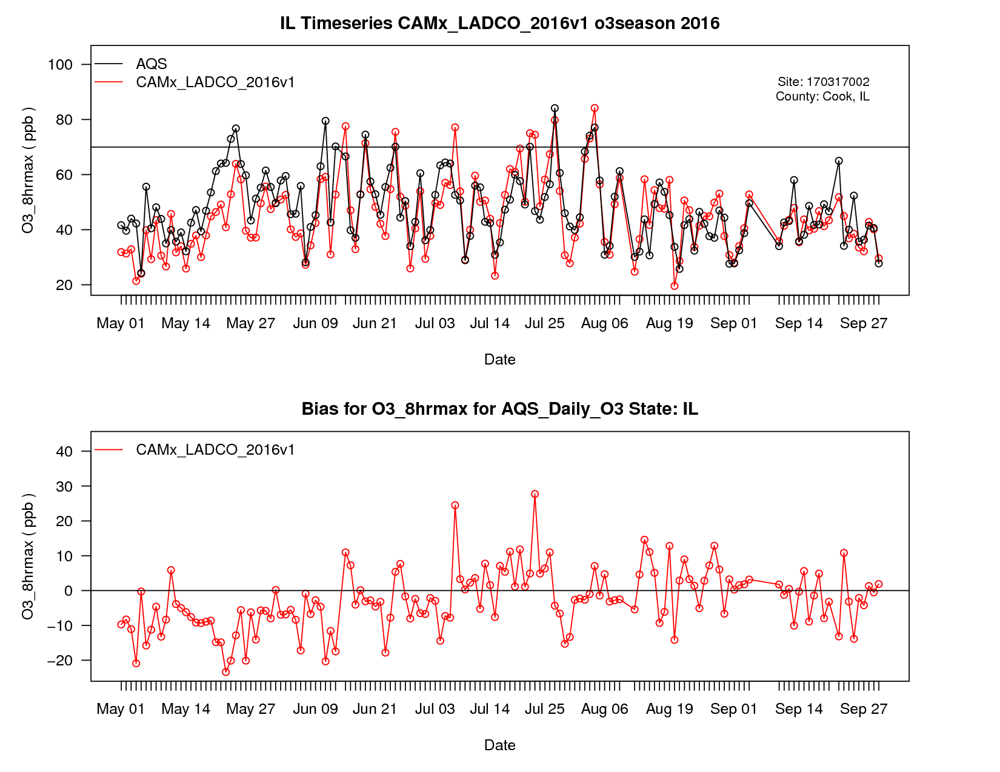 IL Timeseries CAMx_LADCO_2016v1 o3season 2016
100
80
60
40
20
O3_8hrmax ( ppb )
AQS
CAMx_LADCO_2016v1
Site: 170317002
County: Cook, IL
May 01 May 14 May 27 Jun 09 Jun 21 Jul 03 Jul 14 Jul 25 Aug 06 Aug 19 Sep 01 Sep 14 Sep 27
Date
Bias for O3_8hrmax for AQS_Daily_O3 State: IL
40
30
20
10
0
−10
−20
O3_8hrmax ( ppb )
CAMx_LADCO_2016v1
May 01 May 14 May 27 Jun 09 Jun 21 Jul 03 Jul 14 Jul 25 Aug 06 Aug 19 Sep 01 Sep 14 Sep 27
Date